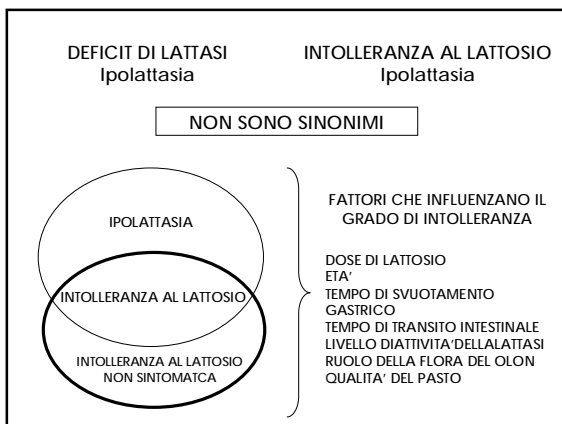 DEFICIT DI LATTASI
Ipolattasia
INTOLLERANZA AL LATTOSIO
Ipolattasia
NON SONO SINONIMI
IPOLATTASIA
INTOLLERANZA AL LATTOSIO
INTOLLERANZA AL LATTOSIO
NON SINTOMATCA
FATTORI CHE INFLUENZANO IL
GRADO DI INTOLLERANZA
DOSE DI LATTOSIO
ETA'
TEMPO DI SVUOTAMENTO
GASTRICO
TEMPO DI TRANSITO INTESTINALE
LIVELLO DIATTIVITA'DELLALATTASI
RUOLO DELLA FLORA DEL OLON
QUALITA' DEL PASTO